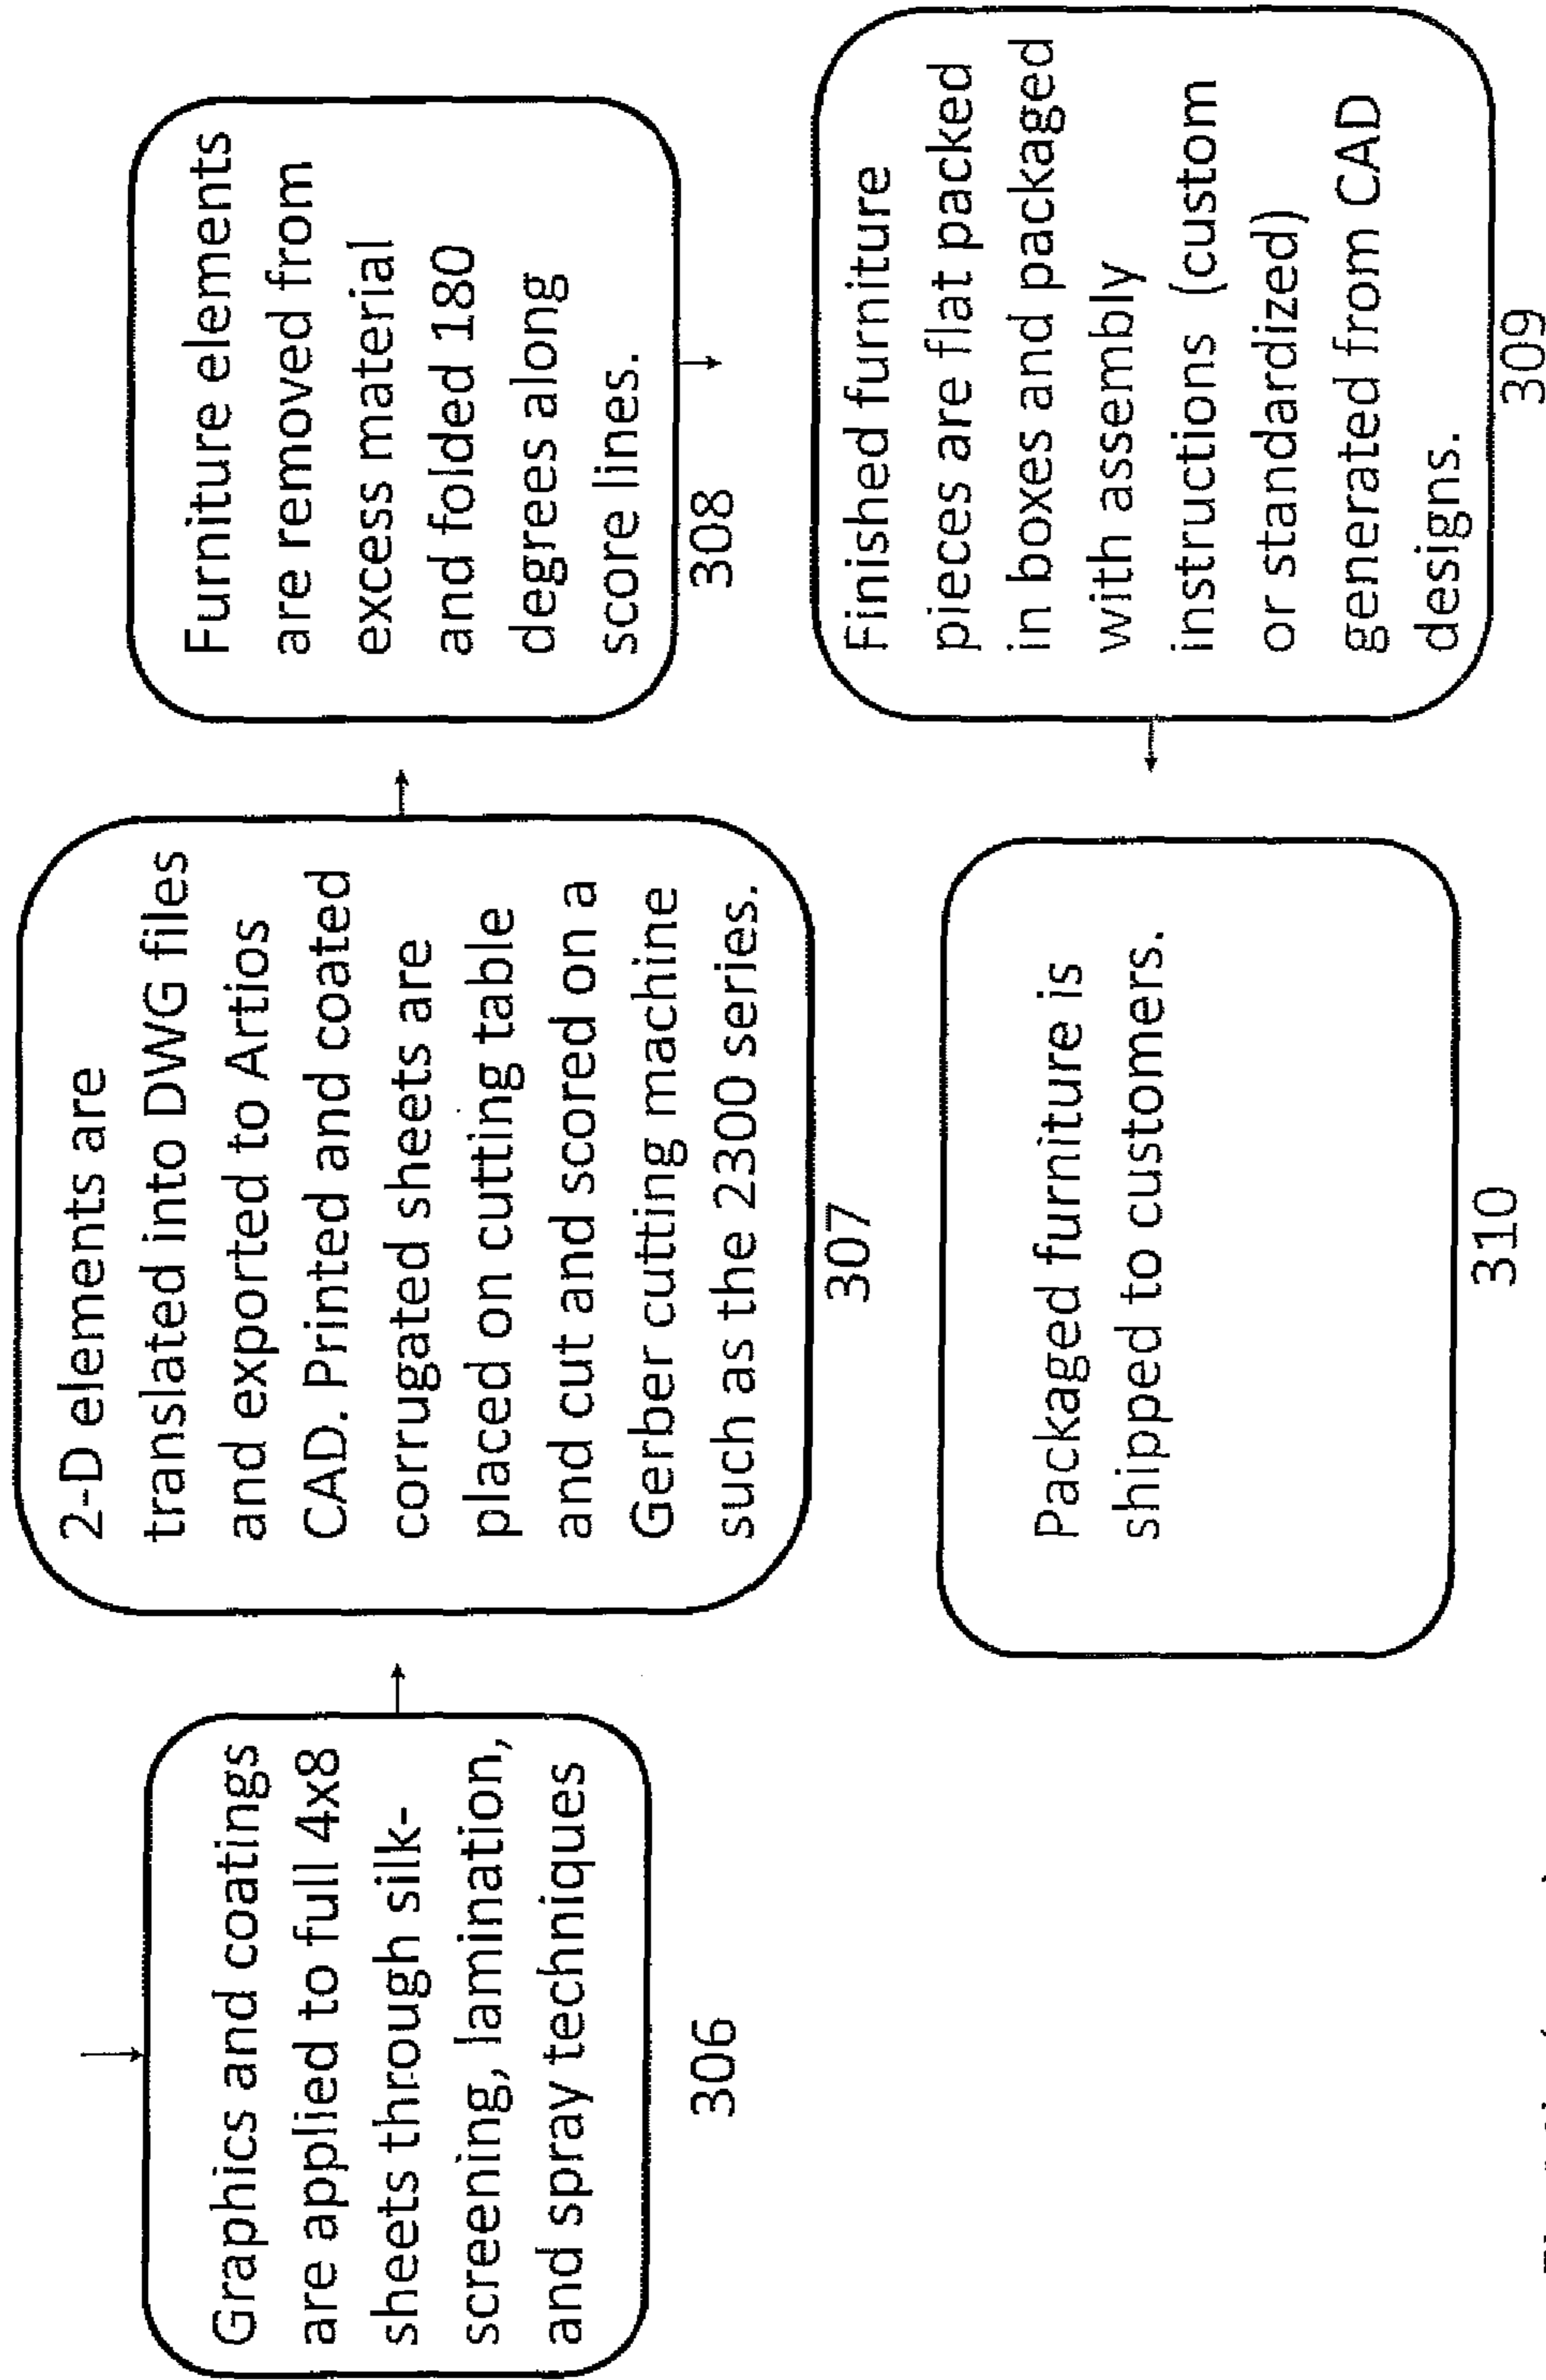 Graphics and coatings
are applied to full 4x8
sheets through silk-
screening, lamination,
and spray techniques
306
2-D elements are
translated into DWG files
and exported to Artios
CAD. Printed and coated
corrugated sheets are
placed on cutting table
and cut and scored on a
Gerber cutting machine
such as the 2300 series.
307
Furniture elements
are removed from
excess material
and folded 180
degrees along
score lines.
308
Finished furniture
pieces are flat packed
in boxes and packaged
with assembly
instructions (custom
or standardized)
generated from CAD
designs.
309
Packaged furniture is
shipped to customers.
310